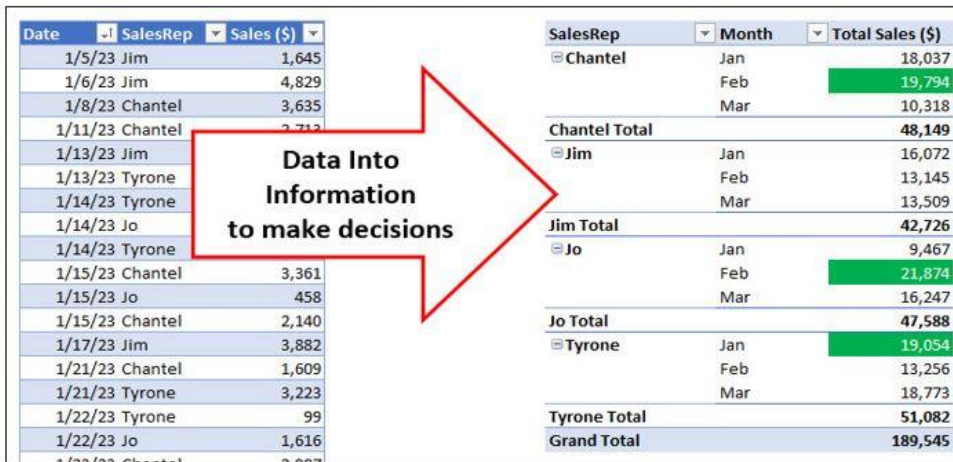 Date SalesRep Sales ($)
1/5/23 Jim 1,645
1/6/23 Jim 4,829
1/8/23 Chantel 3,635
1/11/23 Chantel 2,713
1/13/23 Jim
1/13/23 Tyrone
1/14/23 Tyrone
1/14/23 Jo
1/14/23 Tyrone
1/15/23 Chantel 3,361
1/15/23 Jo 458
1/15/23 Chantel 2,140
1/17/23 Jim 3,882
1/21/23 Chantel 1,609
1/21/23 Tyrone 3,223
1/22/23 Tyrone 99
1/22/23 Jo 1,616
Data Into
Information
to make decisions
SalesRep Month Total Sales ($)
Chantel Jan 18,037
Feb 19,794
Mar 10,318
Chantel Total 48,149
Jim Jan 16,072
Feb 13,145
Mar 13,509
Jim Total 42,726
Jo Jan 9,467
Feb 21,874
Mar 16,247
Jo Total 47,588
Tyrone Jan 19,054
Feb 13,256
Mar 18,773
Tyrone Total 51,082
Grand Total 189,545